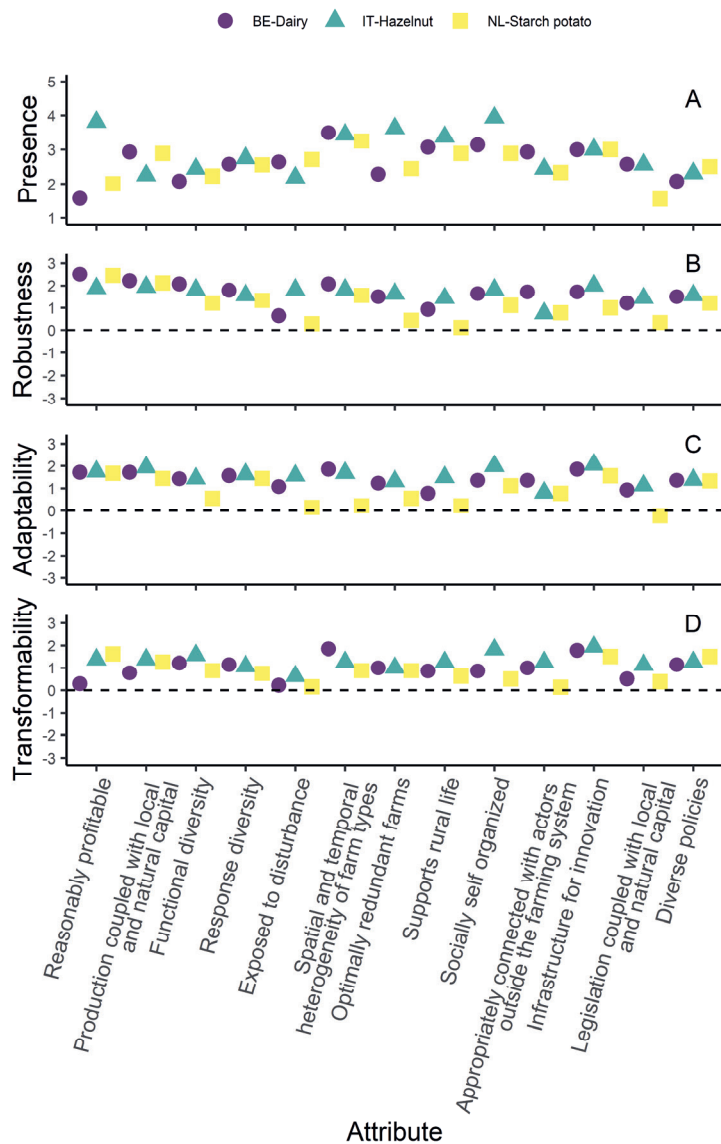 BE-Dairy IT-Hazelnut NL-Starch potato
A
Presence
5
4
3
2
1
B
Robustness
3
2
1
0
-1
-2
-3
C
Adaptability
3
2
1
0
-1
-2
-3
D
Transformability
3
2
1
0
-1
-2
-3
Reasonably profitable
Production coupled with local
and natural capital
Functional diversity
Response diversity
Exposed to disturbance
Spatial and temporal
heterogeneity of farm types
Optimally redundant farms
Supports rural life
Socially self organized
Appropriately connected with actors
outside the farming system
Infrastructure for innovation
Legislation coupled with local
and natural capital
Diverse policies
Attribute